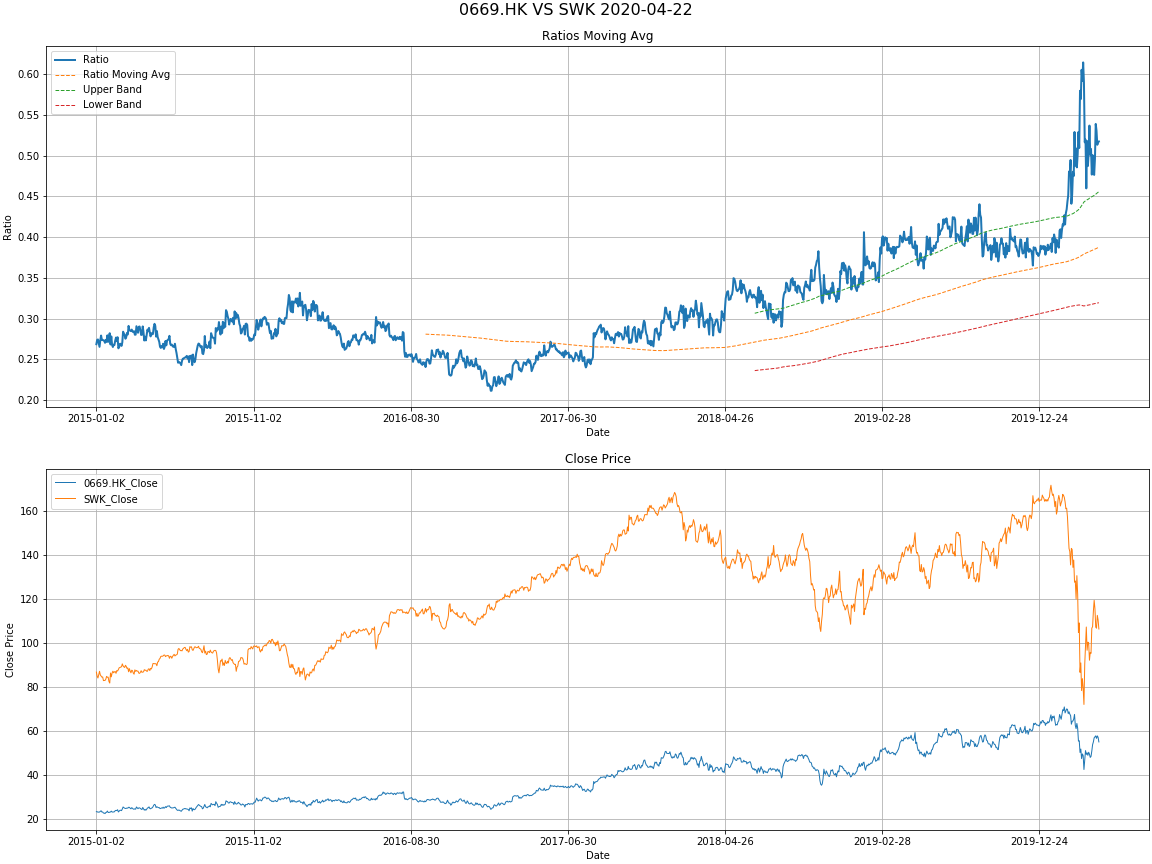 0669.HK VS SWK 2020-04-22
Ratios Moving Avg
Ratio
Ratio Moving Avg
Upper Band
Lower Band
0.60
0.55
0.50
0.45
0.40
0.35
0.30
0.25
0.20
Ratio
2015-01-02 2015-11-02 2016-08-30 2017-06-30 2018-04-26 2019-02-28 2019-12-24
Date
Close Price
0669.HK_Close
SWK_Close
160
140
120
100
80
60
40
20
Close Price
2015-01-02 2015-11-02 2016-08-30 2017-06-30 2018-04-26 2019-02-28 2019-12-24
Date